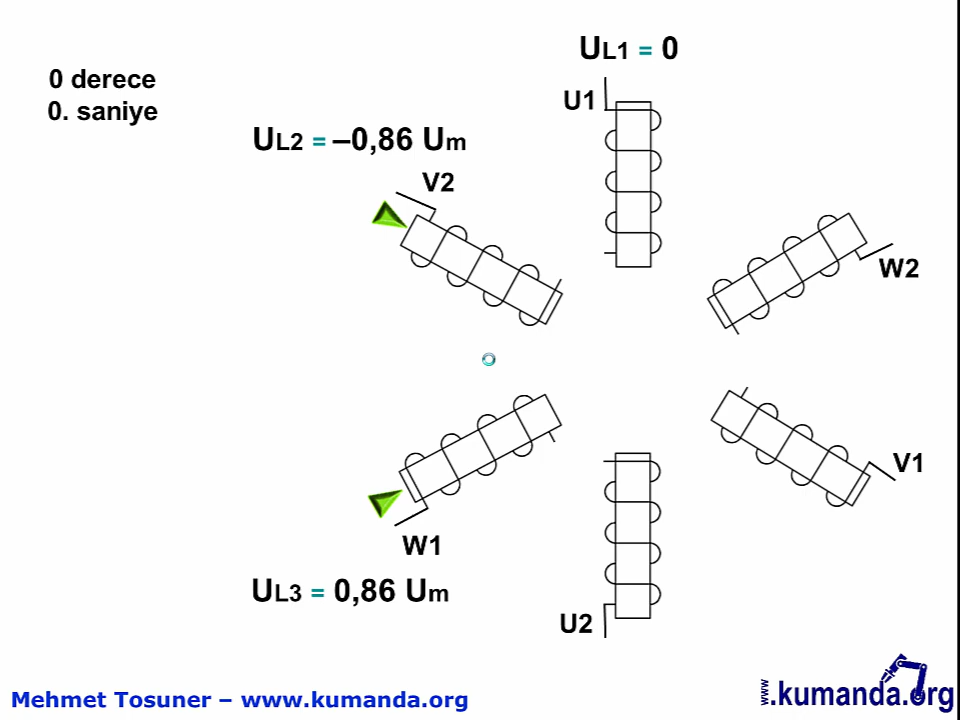 UL1 = 0
0 derece
0. saniye
U1
UL2 = –0,86 Um
V2
W2
V1
W1
UL3 = 0,86 Um
U2
Mehmet Tosuner – www.kumanda.org
www.kumanda.org